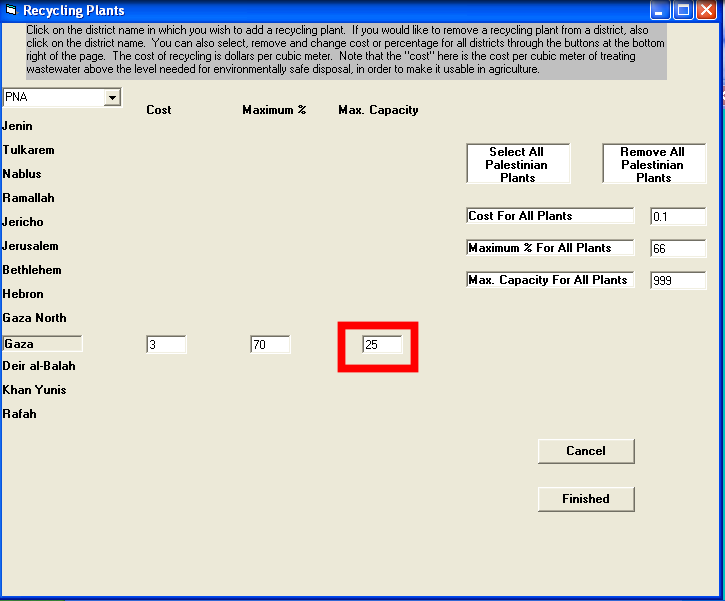 Recycling Plants
Click on the district name in which you wish to add a recycling plant. If you would like to remove a recycling plant from a district, also
click on the district name. You can also select, remove and change cost or percentage for all districts through the buttons at the bottom
right of the page. The cost of recycling is dollars per cubic meter. Note that the "cost" here is the cost per cubic meter of treating
wastewater above the level needed for environmentally safe disposal, in order to make it usable in agriculture.
PNA
Cost Maximum % Max. Capacity
Jenin
Tulkarem
Nablus
Ramallah
Jericho
Jerusalem
Bethlehem
Hebron
Gaza North
Gaza 3 70 25
Deir al-Balah
Khan Yunis
Rafah
Select All
Palestinian
Plants
Remove All
Palestinian
Plants
Cost For All Plants 0.1
Maximum % For All Plants 66
Max. Capacity For All Plants 999
Cancel
Finished